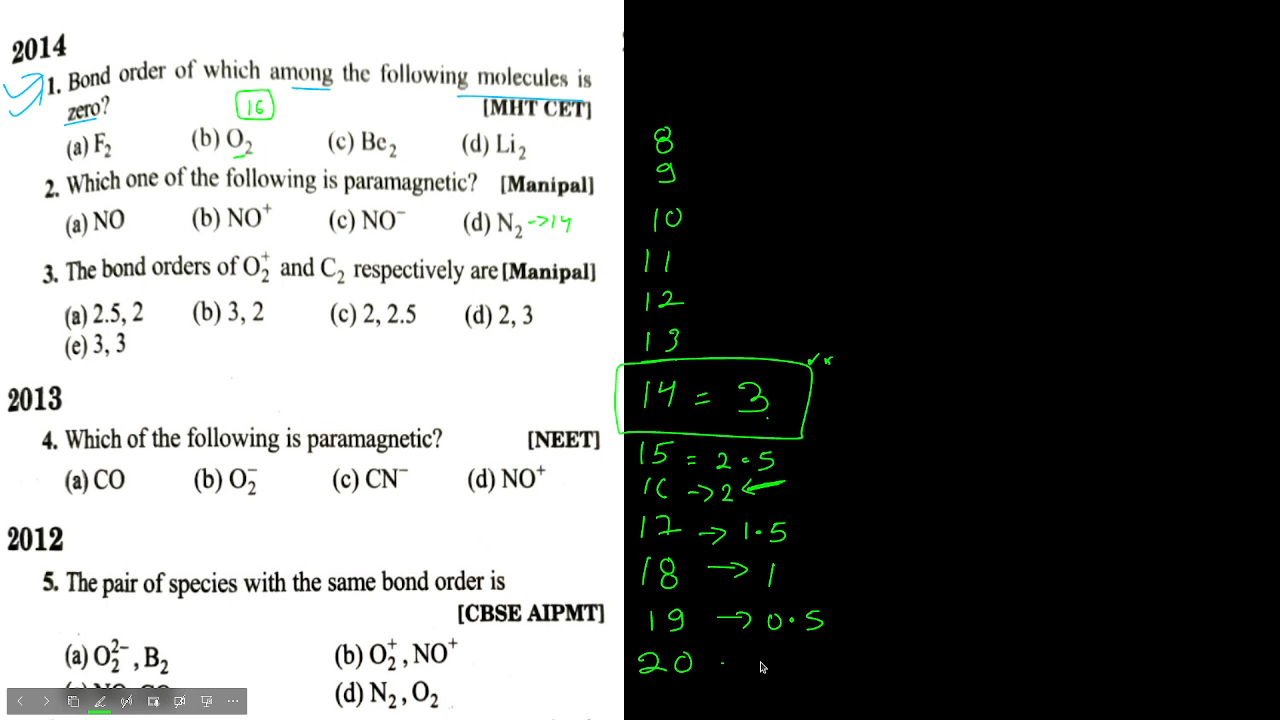 2014
1. Bond order of which among the following molecules is
zero? 16 [MHT CET]
(a) F₂ (b) O₂ (c) Be₂ (d) Li₂
2. Which one of the following is paramagnetic? [Manipal]
(a) NO (b) NO⁺ (c) NO⁻ (d) N₂ →14
3. The bond orders of O₂⁺ and C₂ respectively are [Manipal]
(a) 2.5, 2 (b) 3, 2 (c) 2, 2.5 (d) 2, 3
(e) 3, 3
2013
4. Which of the following is paramagnetic? [NEET]
(a) CO (b) O₂⁻ (c) CN⁻ (d) NO⁺
2012
5. The pair of species with the same bond order is
[CBSE AIPMT]
(a) O₂²⁻, B₂ (b) O₂⁺, NO⁺
(d) N₂, O₂
8
9
10
11
12
13
14 = 3
15 = 2.5
16 → 2
17 → 1.5
18 → 1
19 → 0.5
20